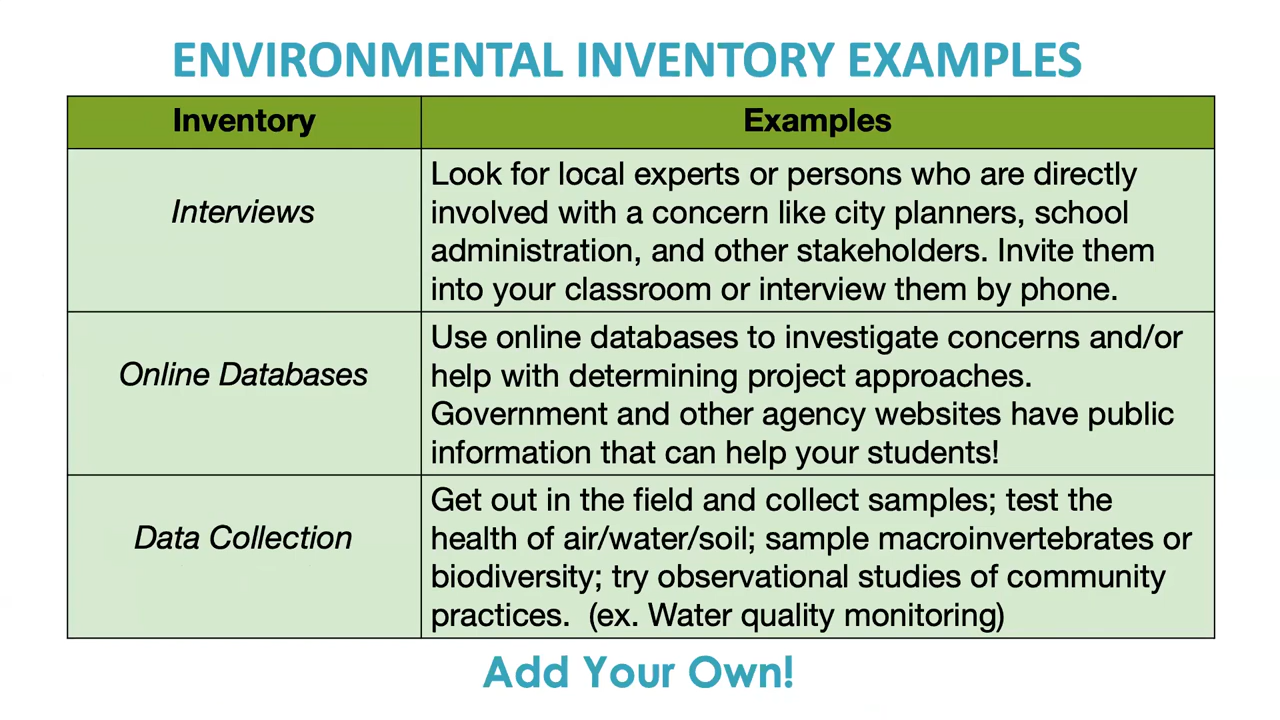 ENVIRONMENTAL INVENTORY EXAMPLES
Inventory
Examples
Interviews
Look for local experts or persons who are directly
involved with a concern like city planners, school
administration, and other stakeholders. Invite them
into your classroom or interview them by phone.
Online Databases
Use online databases to investigate concerns and/or
help with determining project approaches.
Government and other agency websites have public
information that can help your students!
Data Collection
Get out in the field and collect samples; test the
health of air/water/soil; sample macroinvertebrates or
biodiversity; try observational studies of community
practices.  (ex. Water quality monitoring)
Add Your Own!